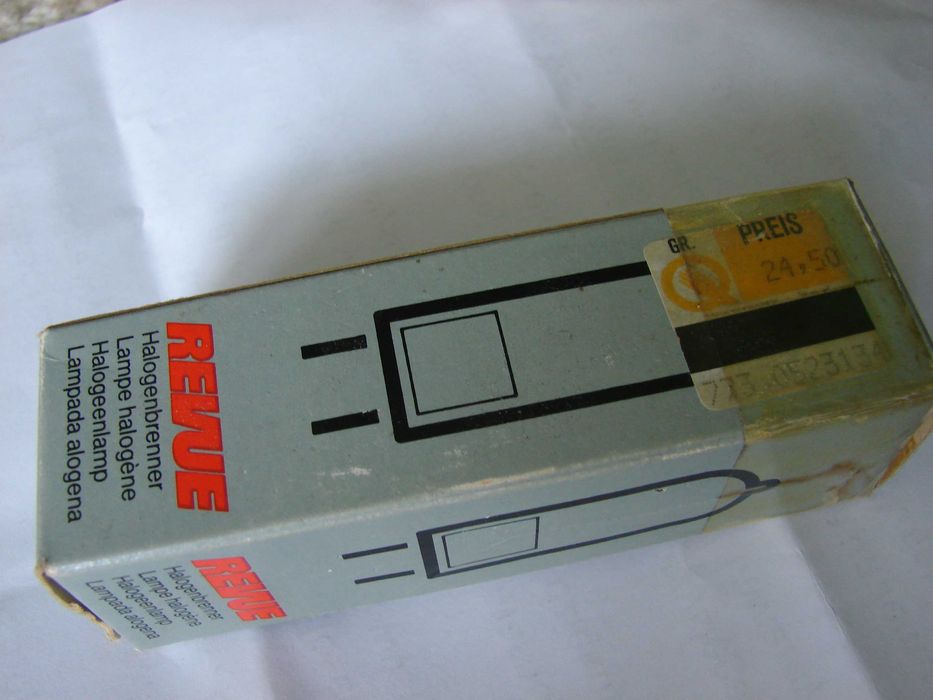 REVUE
Halogenbrenner
Lampe halogène
Halogeenlamp
Lampada alogena
GR. PREIS
24,50
REVUE
Halogenbrenner
Lampe halogène
Halogeenlamp
Lampada alogena